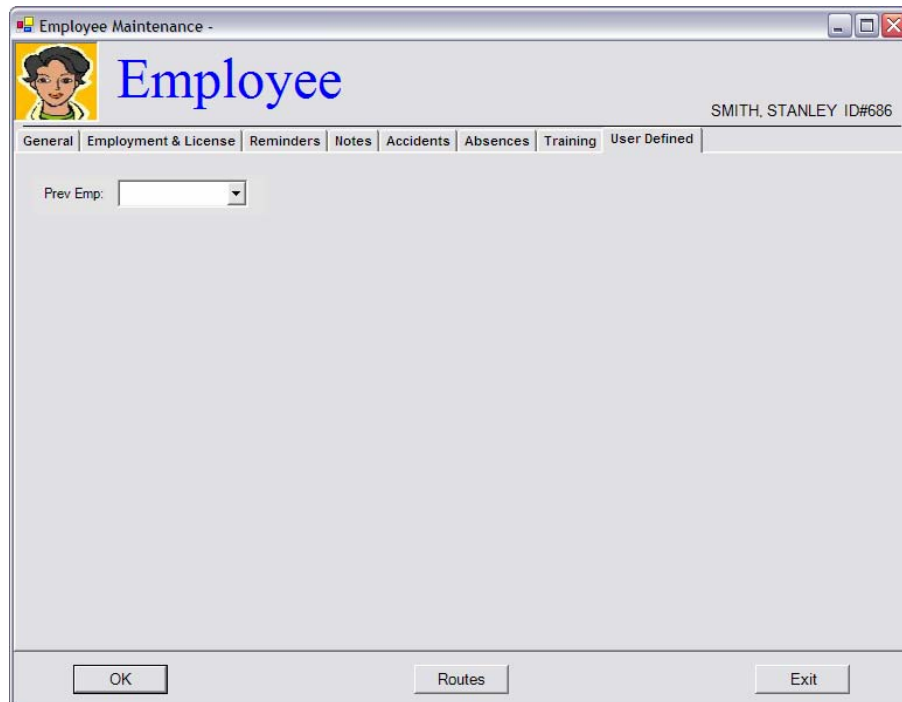 Employee Maintenance -
Employee
SMITH, STANLEY ID#686
General Employment & License Reminders Notes Accidents Absences Training User Defined
Prev Emp:
OK Routes Exit